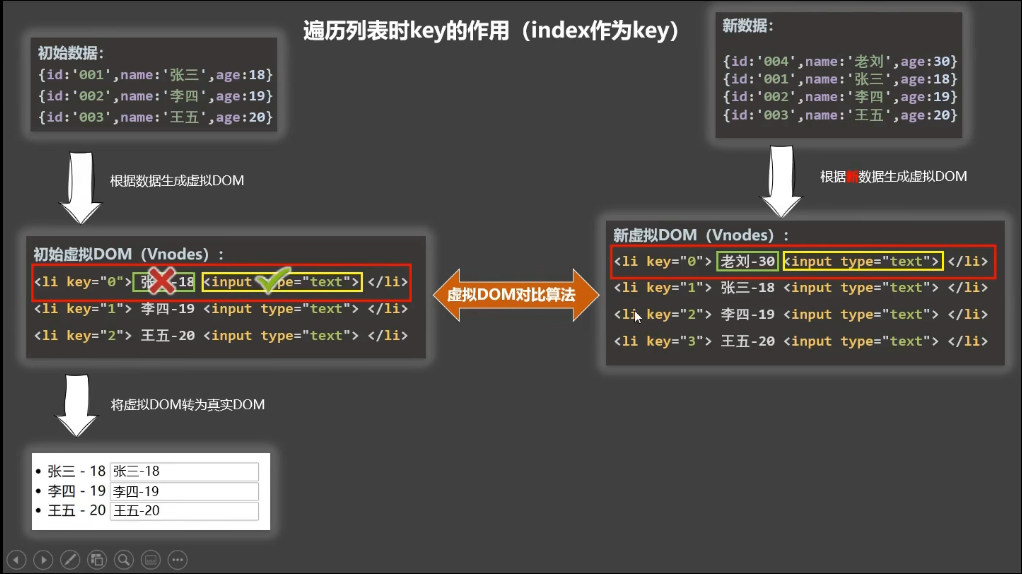 遍历列表时key的作用（index作为key）
初始数据：
{id:'001',name:'张三',age:18}
{id:'002',name:'李四',age:19}
{id:'003',name:'王五',age:20}
根据数据生成虚拟DOM
初始虚拟DOM（Vnodes）：
<li key="0"> 张三-18 <input type="text"> </li>
<li key="1"> 李四-19 <input type="text"> </li>
<li key="2"> 王五-20 <input type="text"> </li>
将虚拟DOM转为真实DOM
• 张三 - 18 张三-18
• 李四 - 19 李四-19
• 王五 - 20 王五-20
虚拟DOM对比算法
新数据：
{id:'004',name:'老刘',age:30}
{id:'001',name:'张三',age:18}
{id:'002',name:'李四',age:19}
{id:'003',name:'王五',age:20}
根据新数据生成虚拟DOM
新虚拟DOM（Vnodes）：
<li key="0"> 老刘-30 <input type="text"> </li>
<li key="1"> 张三-18 <input type="text"> </li>
<li key="2"> 李四-19 <input type="text"> </li>
<li key="3"> 王五-20 <input type="text"> </li>